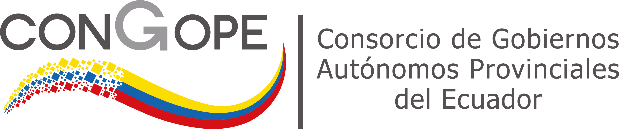 CONGOPE
Consorcio de Gobiernos
Autónomos Provinciales
del Ecuador